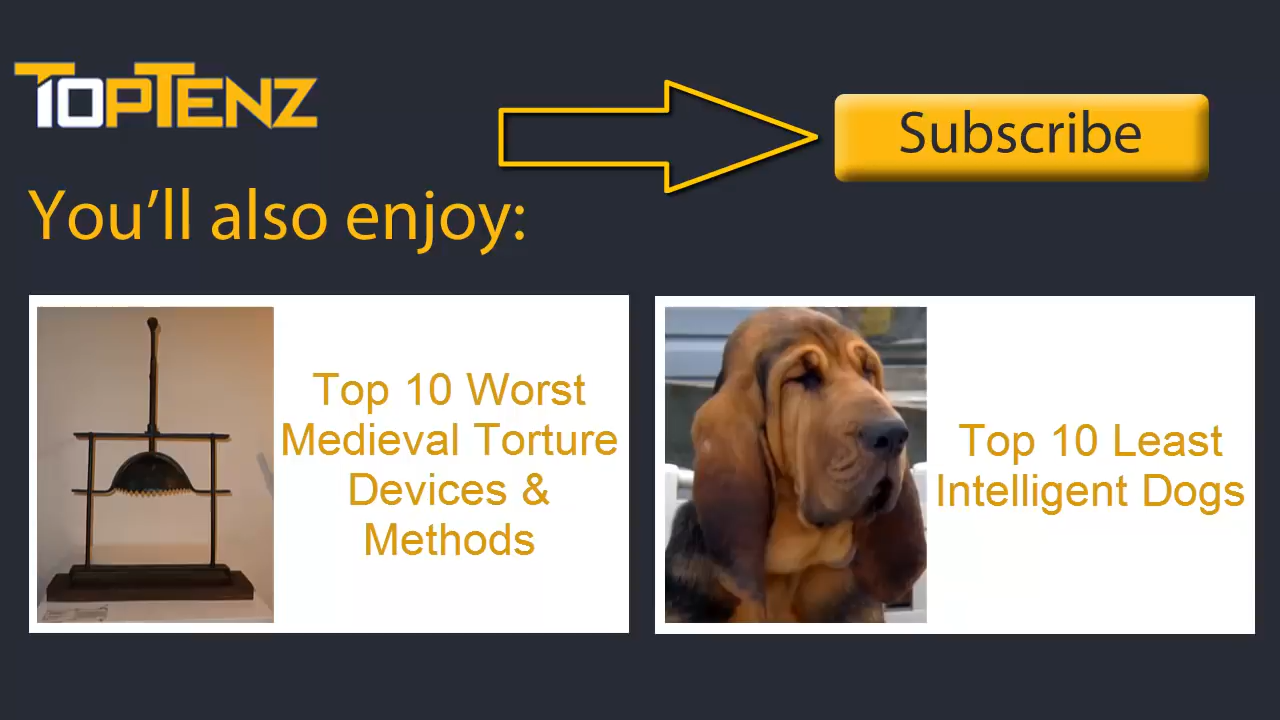 TOPTENZ
Subscribe
You'll also enjoy:
Top 10 Worst
Medieval Torture
Devices &
Methods
Top 10 Least
Intelligent Dogs